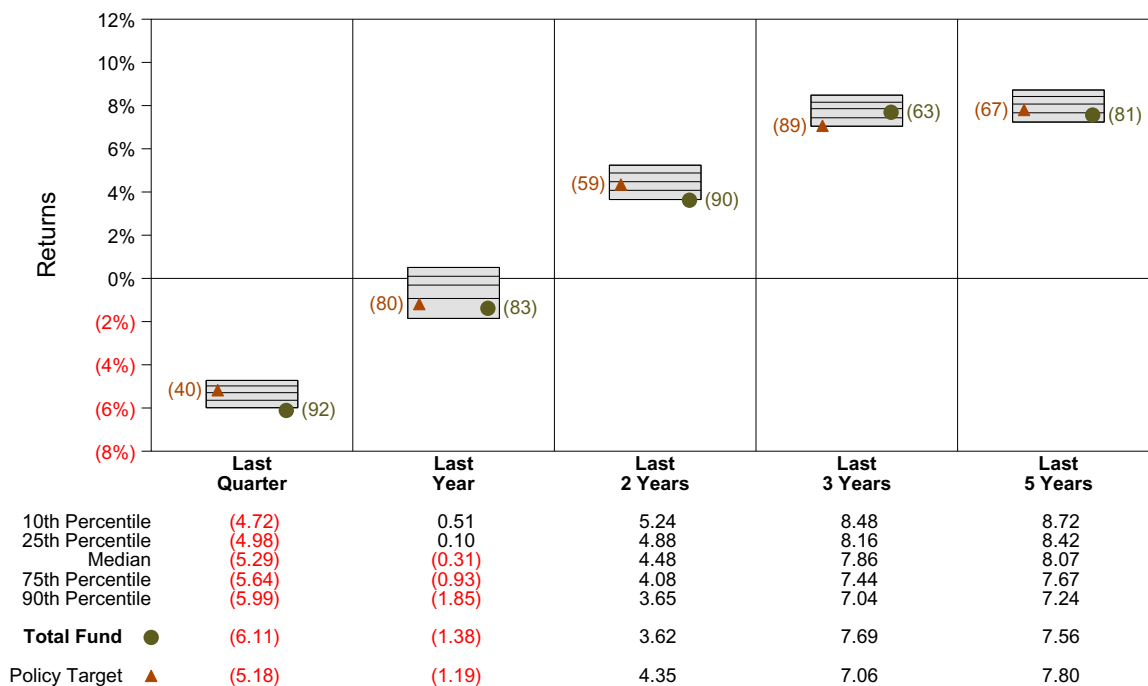 12%
10%
8%
6%
4%
2%
0%
(2%)
(4%)
(6%)
(8%)
Returns
(40)
(92)
(80)
(83)
(59)
(90)
(89)
(63)
(67)
(81)
Last Quarter
Last Year
Last 2 Years
Last 3 Years
Last 5 Years
10th Percentile (4.72) 0.51 5.24 8.48 8.72
25th Percentile (4.98) 0.10 4.88 8.16 8.42
Median (5.29) (0.31) 4.48 7.86 8.07
75th Percentile (5.64) (0.93) 4.08 7.44 7.67
90th Percentile (5.99) (1.85) 3.65 7.04 7.24
Total Fund (6.11) (1.38) 3.62 7.69 7.56
Policy Target (5.18) (1.19) 4.35 7.06 7.80